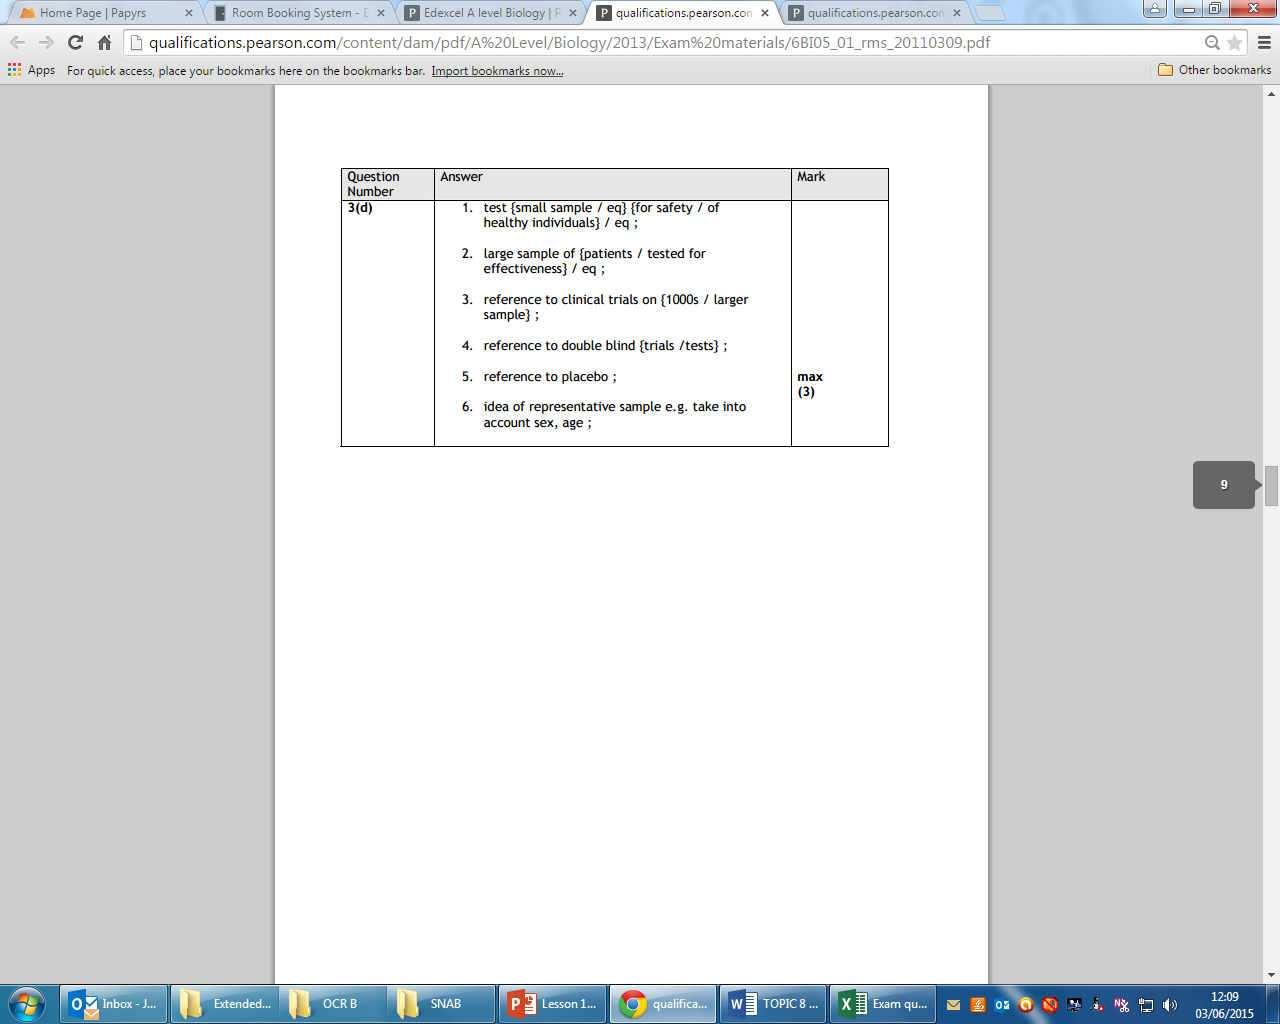 Home Page | Papyrs
Room Booking System - D
Edexcel A level Biology | P
qualifications.pearson.com
qualifications.pearson.com
qualifications.pearson.com/content/dam/pdf/A%20Level/Biology/2013/Exam%20materials/6BI05_01_rms_20110309.pdf
Apps For quick access, place your bookmarks here on the bookmarks bar. Import bookmarks now... Other bookmarks
Question Number
Answer
Mark
3(d)
1. test {small sample / eq} {for safety / of
healthy individuals} / eq ;
2. large sample of {patients / tested for
effectiveness} / eq ;
3. reference to clinical trials on {1000s / larger
sample} ;
4. reference to double blind {trials /tests} ;
5. reference to placebo ;
6. idea of representative sample e.g. take into
account sex, age ;
max
(3)
9
Inbox - J...
Extended...
OCR B
SNAB
Lesson 1...
qualifica...
TOPIC 8 ...
Exam qu...
12:09
03/06/2015